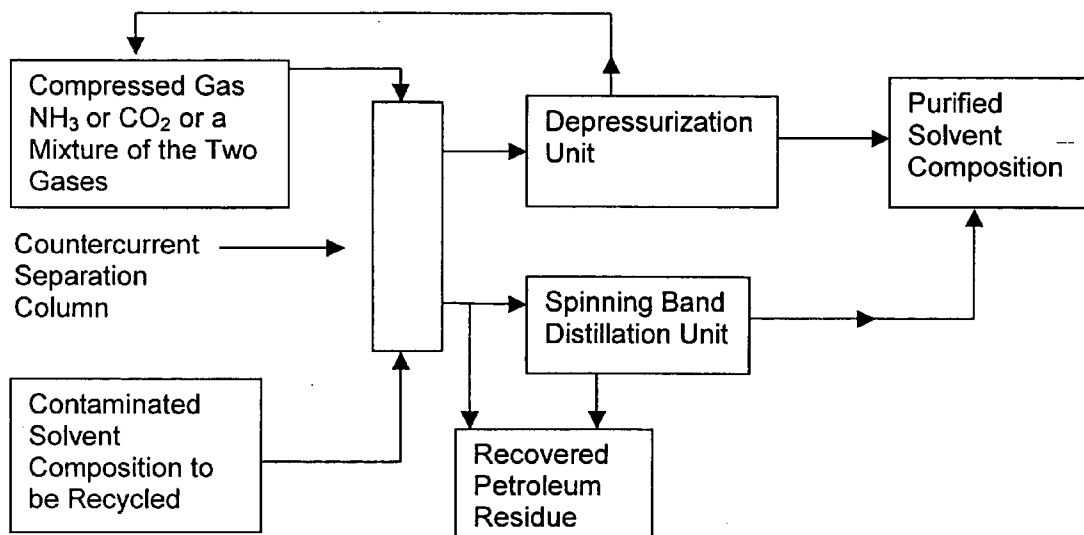 Compressed Gas
NH₃ or CO₂ or a
Mixture of the Two
Gases
Depressurization
Unit
Purified
Solvent
Composition
Countercurrent
Separation
Column
Spinning Band
Distillation Unit
Contaminated
Solvent
Composition to
be Recycled
Recovered
Petroleum
Residue